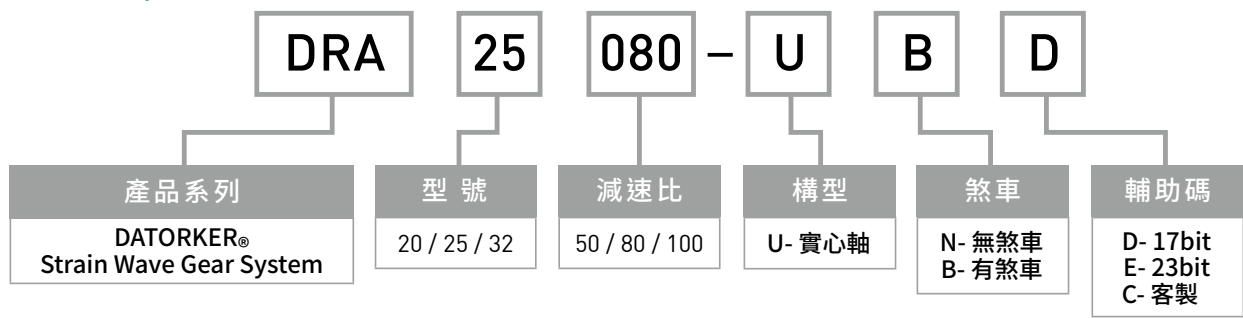 DRA 25 080 – U B D
產品系列
DATORKER®
Strain Wave Gear System
型號
20 / 25 / 32
減速比
50 / 80 / 100
構型
U- 實心軸
煞車
N- 無煞車
B- 有煞車
輔助碼
D- 17bit
E- 23bit
C- 客製